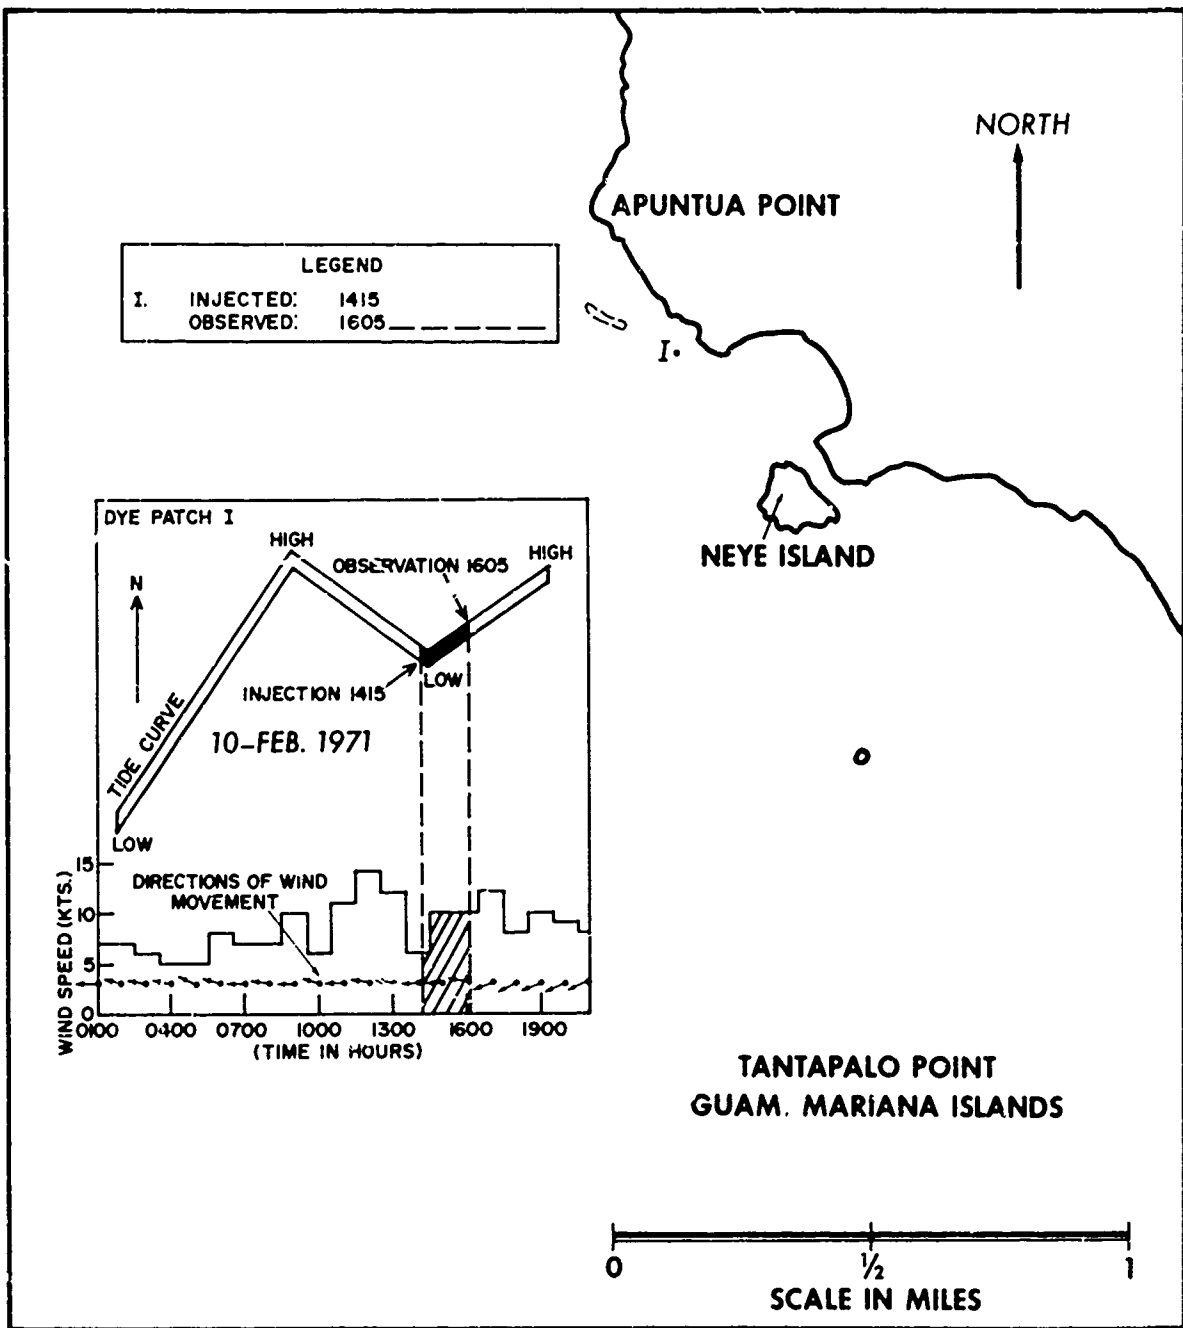 NORTH
APUNTUA POINT
LEGEND
I. INJECTED: 1415
OBSERVED: 1605
I.
NEYE ISLAND
DYE PATCH I
HIGH
OBSERVATION 1605
HIGH
N
INJECTION 1415
LOW
10-FEB. 1971
TIDE CURVE
LOW
DIRECTIONS OF WIND
MOVEMENT
WIND SPEED (KTS.)
15
10
5
0
0100 0400 0700 1000 1300 1600 1900
(TIME IN HOURS)
TANTAPALO POINT
GUAM. MARIANA ISLANDS
0 1/2 1
SCALE IN MILES